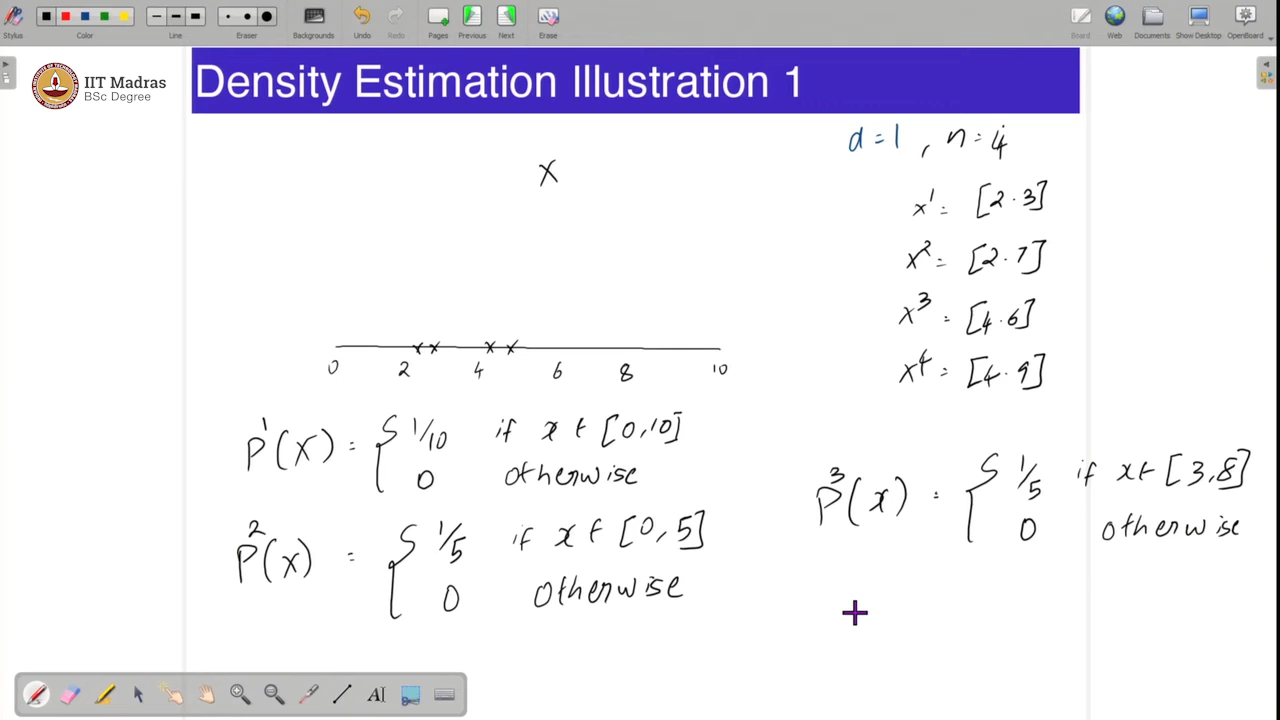 Stylus
Color
Line
Eraser
Backgrounds
Undo
Redo
Pages
Previous
Next
Erase
Board
Web
Documents
Show Desktop
OpenBoard
IIT Madras
BSc Degree
Density Estimation Illustration 1
d = 1 , n = 4
X
x¹ = [2.3]
x² = [2.7]
x³ = [4.6]
x⁴ = [4.9]
0 2 4 6 8 10
P¹(X) = { 1/10 if x ∈ [0,10]
0 otherwise
P²(x) = { 1/5 if x ∈ [0,5]
0 otherwise
P³(x) = { 1/5 if x ∈ [3,8]
0 otherwise